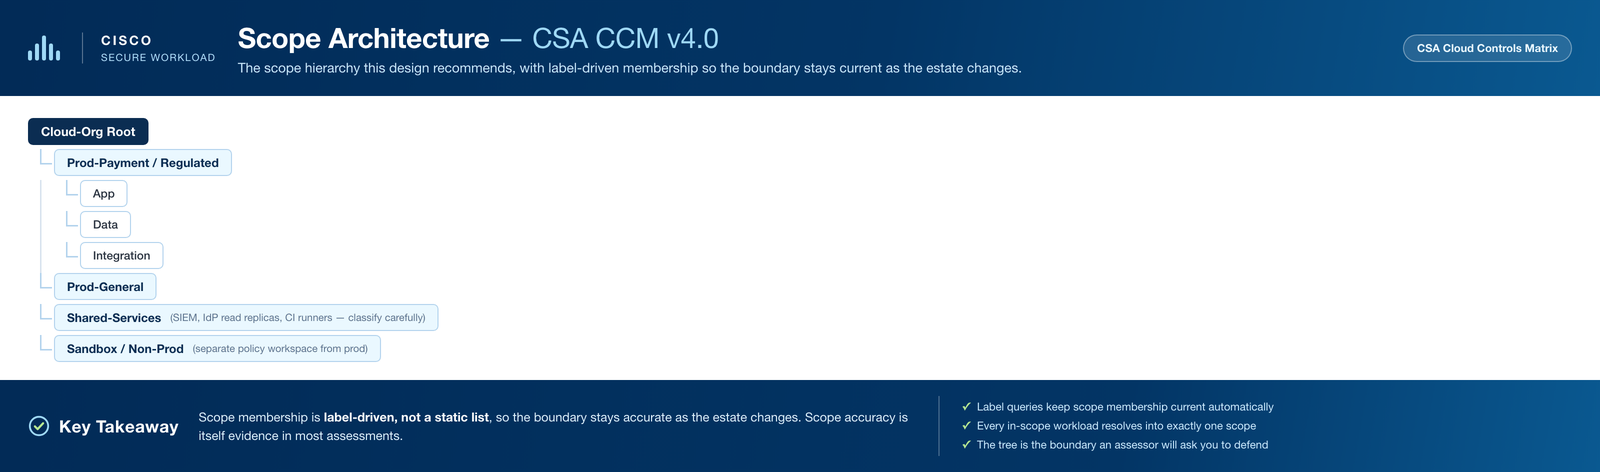 CISCO
SECURE WORKLOAD
Scope Architecture — CSA CCM v4.0
The scope hierarchy this design recommends, with label-driven membership so the boundary stays current as the estate changes.
CSA Cloud Controls Matrix
Cloud-Org Root
Prod-Payment / Regulated
App
Data
Integration
Prod-General
Shared-Services (SIEM, IdP read replicas, CI runners — classify carefully)
Sandbox / Non-Prod (separate policy workspace from prod)
Key Takeaway
Scope membership is label-driven, not a static list, so the boundary stays accurate as the estate changes. Scope accuracy is
itself evidence in most assessments.
✓ Label queries keep scope membership current automatically
✓ Every in-scope workload resolves into exactly one scope
✓ The tree is the boundary an assessor will ask you to defend